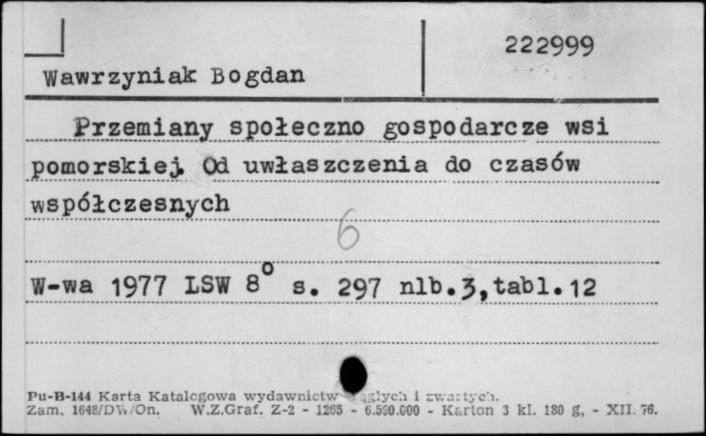 222999
Wawrzyniak Bogdan
Przemiany społeczno gospodarcze wsi
pomorskiej. Od uwłaszczenia do czasów
współczesnych
6
W-wa 1977 LSW 8° s. 297 nlb.3,tabl.12
Pu-B-144 Karta Katalogowa wydawnictw ciągłych i zwartych.
Zam. 1648/DW/On. W.Z.Graf. Z-2 - 1265 - 6.500.000 - Karton 3 kl. 180 g, - XII. 76.